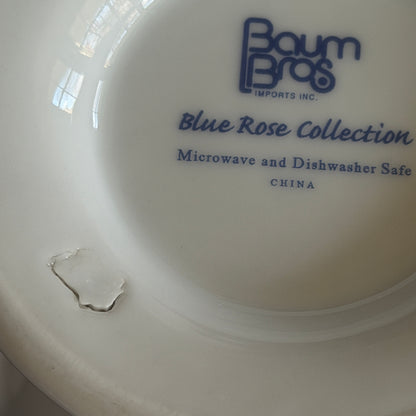 Baum
Bros
IMPORTS INC.
Blue Rose Collection
Microwave and Dishwasher Safe
CHINA